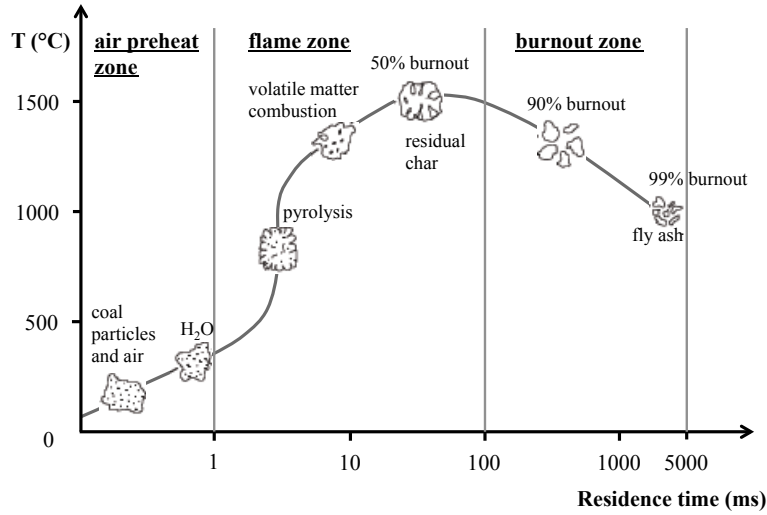 T (°C)
air preheat
zone
flame zone
burnout zone
50% burnout
volatile matter
combustion
1500
90% burnout
residual
char
99% burnout
1000
pyrolysis
fly ash
500
coal
particles
and air
H₂O
0
1
10
100
1000
5000
Residence time (ms)